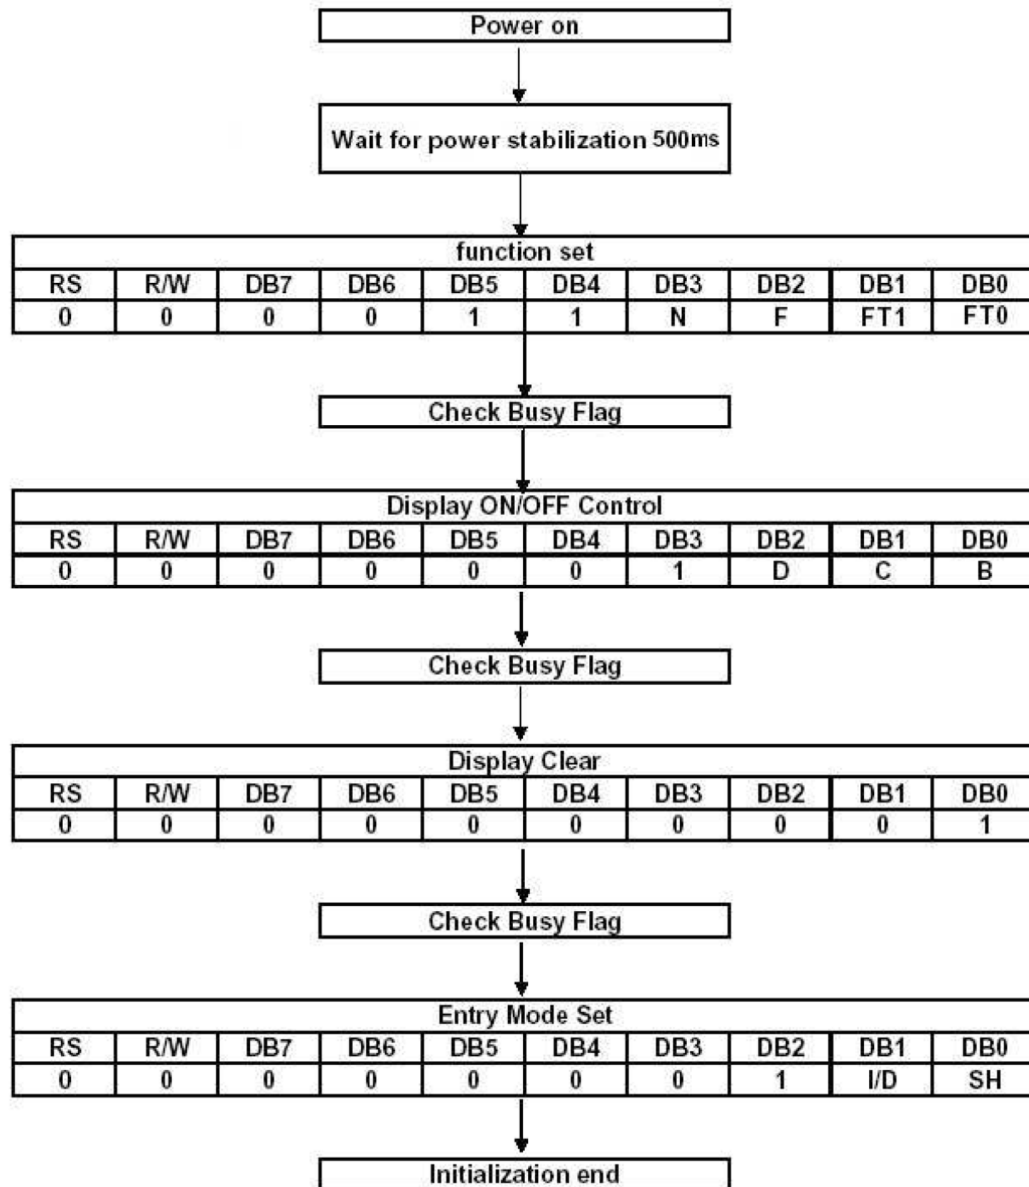 Power on
Wait for power stabilization 500ms
function set
RS R/W DB7 DB6 DB5 DB4 DB3 DB2 DB1 DB0
0 0 0 0 1 1 N F FT1 FT0
Check Busy Flag
Display ON/OFF Control
RS R/W DB7 DB6 DB5 DB4 DB3 DB2 DB1 DB0
0 0 0 0 0 0 1 D C B
Check Busy Flag
Display Clear
RS R/W DB7 DB6 DB5 DB4 DB3 DB2 DB1 DB0
0 0 0 0 0 0 0 0 0 1
Check Busy Flag
Entry Mode Set
RS R/W DB7 DB6 DB5 DB4 DB3 DB2 DB1 DB0
0 0 0 0 0 0 0 1 I/D SH
Initialization end